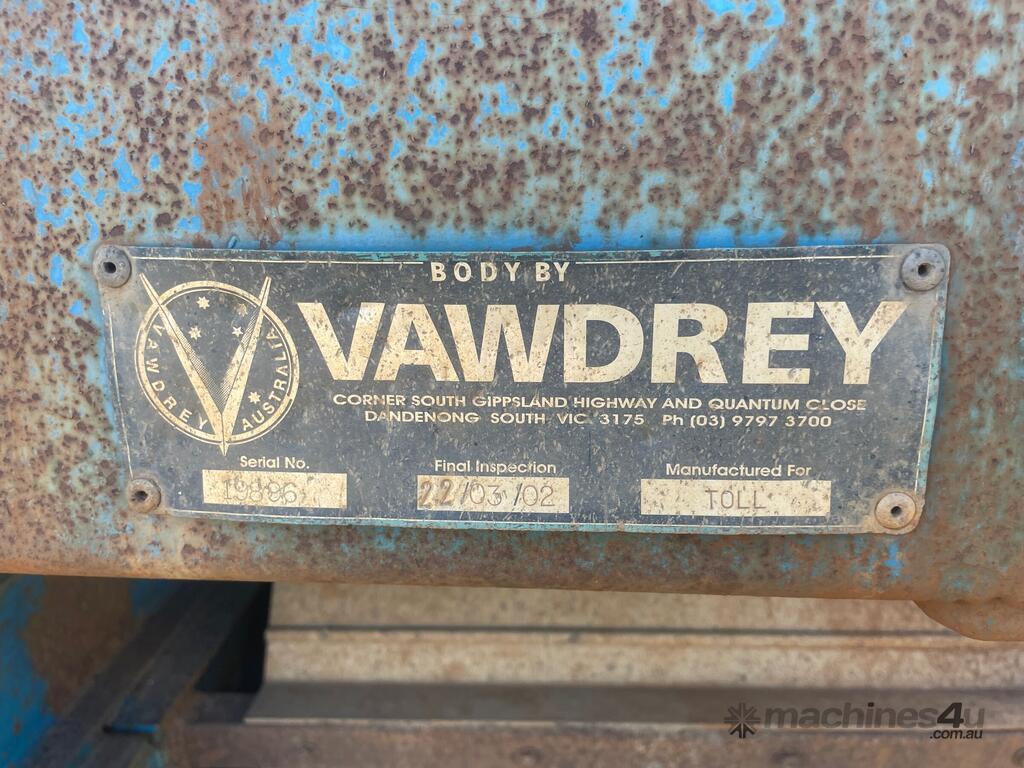 BODY BY
VAWDREY
VAWDREY AUSTRALIA
CORNER SOUTH GIPPSLAND HIGHWAY AND QUANTUM CLOSE
DANDENONG SOUTH VIC 3175 Ph (03) 9797 3700
Serial No. Final Inspection Manufactured For
19886 22/03/02 TOLL
machines4u
.com.au